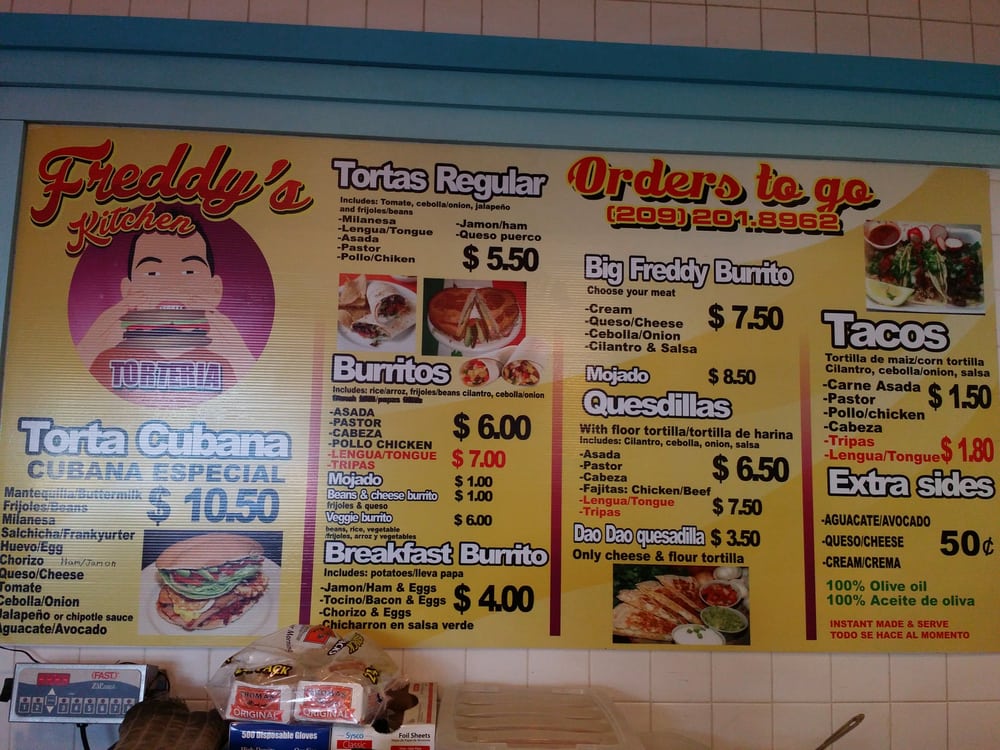 Freddy's
Kitchen
TORTERIA
Torta Cubana
CUBANA ESPECIAL
$ 10.50
Mantequilla/Buttermilk
Frijoles/Beans
Milanesa
Salchicha/Frankyurter
Huevo/Egg
Chorizo Ham/Jamon
Queso/Cheese
Tomate
Cebolla/Onion
Jalapeño or chipotle sauce
Aguacate/Avocado
Tortas Regular
Includes: Tomate, cebolla/onion, jalapeño
and frijoles/beans
-Milanesa
-Lengua/Tongue
-Asada
-Pastor
-Pollo/Chiken
-Jamon/ham
-Queso puerco
$ 5.50
Burritos
Includes: rice/arroz, frijoles/beans cilantro, cebolla/onion
-ASADA
-PASTOR
-CABEZA
-POLLO CHICKEN
$ 6.00
-LENGUA/TONGUE
-TRIPAS
$ 7.00
Mojado $ 1.00
Beans & cheese burrito $ 1.00
frijoles & queso
Veggie burrito $ 6.00
beans, rice, vegetable
/frijoles, arroz y vegetables
Breakfast Burrito
Includes: potatoes/lleva papa
-Jamon/Ham & Eggs
-Tocino/Bacon & Eggs
-Chorizo & Eggs
-Chicharron en salsa verde
$ 4.00
Orders to go
(209) 201.8962
Big Freddy Burrito
Choose your meat
-Cream
-Queso/Cheese
-Cebolla/Onion
-Cilantro & Salsa
$ 7.50
Mojado $ 8.50
Quesdillas
With floor tortilla/tortilla de harina
Includes: Cilantro, cebolla, onion, salsa
-Asada
-Pastor
-Cabeza
-Fajitas: Chicken/Beef
$ 6.50
-Lengua/Tongue
-Tripas
$ 7.50
Dao Dao quesadilla $ 3.50
Only cheese & flour tortilla
Tacos
Tortilla de maiz/corn tortilla
Cilantro, cebolla/onion, salsa
-Carne Asada
-Pastor
-Pollo/chicken
-Cabeza
$ 1.50
-Tripas
-Lengua/Tongue
$ 1.80
Extra sides
-AGUACATE/AVOCADO
-QUESO/CHEESE
-CREAM/CREMA
50¢
100% Olive oil
100% Aceite de oliva
INSTANT MADE & SERVE
TODO SE HACE AL MOMENTO
(FAST.)
ORIGINAL
ORIGINAL
500 Disposable Gloves
Sysco
Classic
Foil Sheets